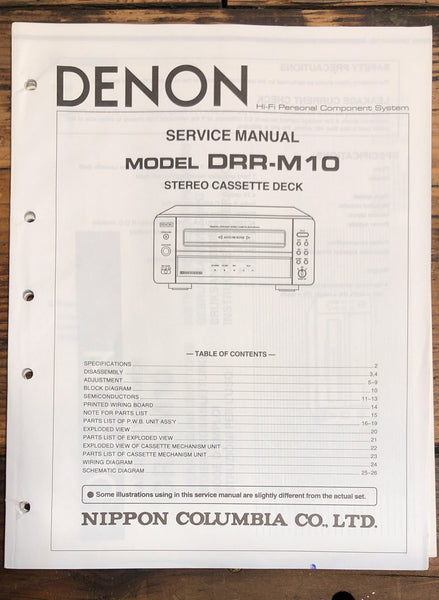 DENON
Hi-Fi Personal Component System
SERVICE MANUAL
MODEL DRR-M10
STEREO CASSETTE DECK
DENON
— TABLE OF CONTENTS —
SPECIFICATIONS 2
DISASSEMBLY 3,4
ADJUSTMENT 5~9
BLOCK DIAGRAM 10
SEMICONDUCTORS 11~13
PRINTED WIRING BOARD 14
NOTE FOR PARTS LIST 15
PARTS LIST OF P.W.B. UNIT ASS'Y 16~19
EXPLODED VIEW 20
PARTS LIST OF EXPLODED VIEW 21
EXPLODED VIEW OF CASSETTE MECHANISM UNIT 22
PARTS LIST OF CASSETTE MECHANISM UNIT 23
WIRING DIAGRAM 24
SCHEMATIC DIAGRAM 25~26
Some illustrations using in this service manual are slightly different from the actual set.
NIPPON COLUMBIA CO., LTD.